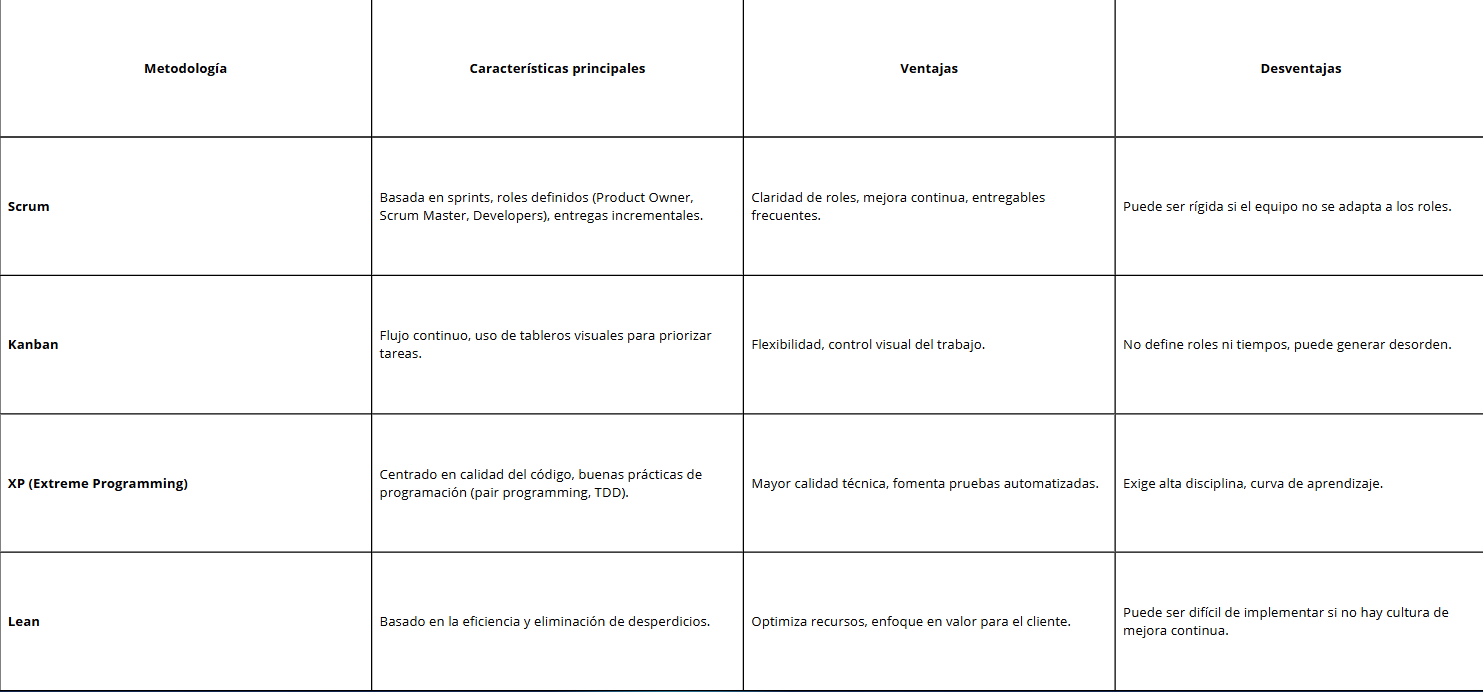 Metodología
Características principales
Ventajas
Desventajas
Scrum
Basada en sprints, roles definidos (Product Owner,
Scrum Master, Developers), entregas incrementales.
Claridad de roles, mejora continua, entregables
frecuentes.
Puede ser rígida si el equipo no se adapta a los roles.
Kanban
Flujo continuo, uso de tableros visuales para priorizar
tareas.
Flexibilidad, control visual del trabajo.
No define roles ni tiempos, puede generar desorden.
XP (Extreme Programming)
Centrado en calidad del código, buenas prácticas de
programación (pair programming, TDD).
Mayor calidad técnica, fomenta pruebas automatizadas.
Exige alta disciplina, curva de aprendizaje.
Lean
Basado en la eficiencia y eliminación de desperdicios.
Optimiza recursos, enfoque en valor para el cliente.
Puede ser difícil de implementar si no hay cultura de
mejora continua.